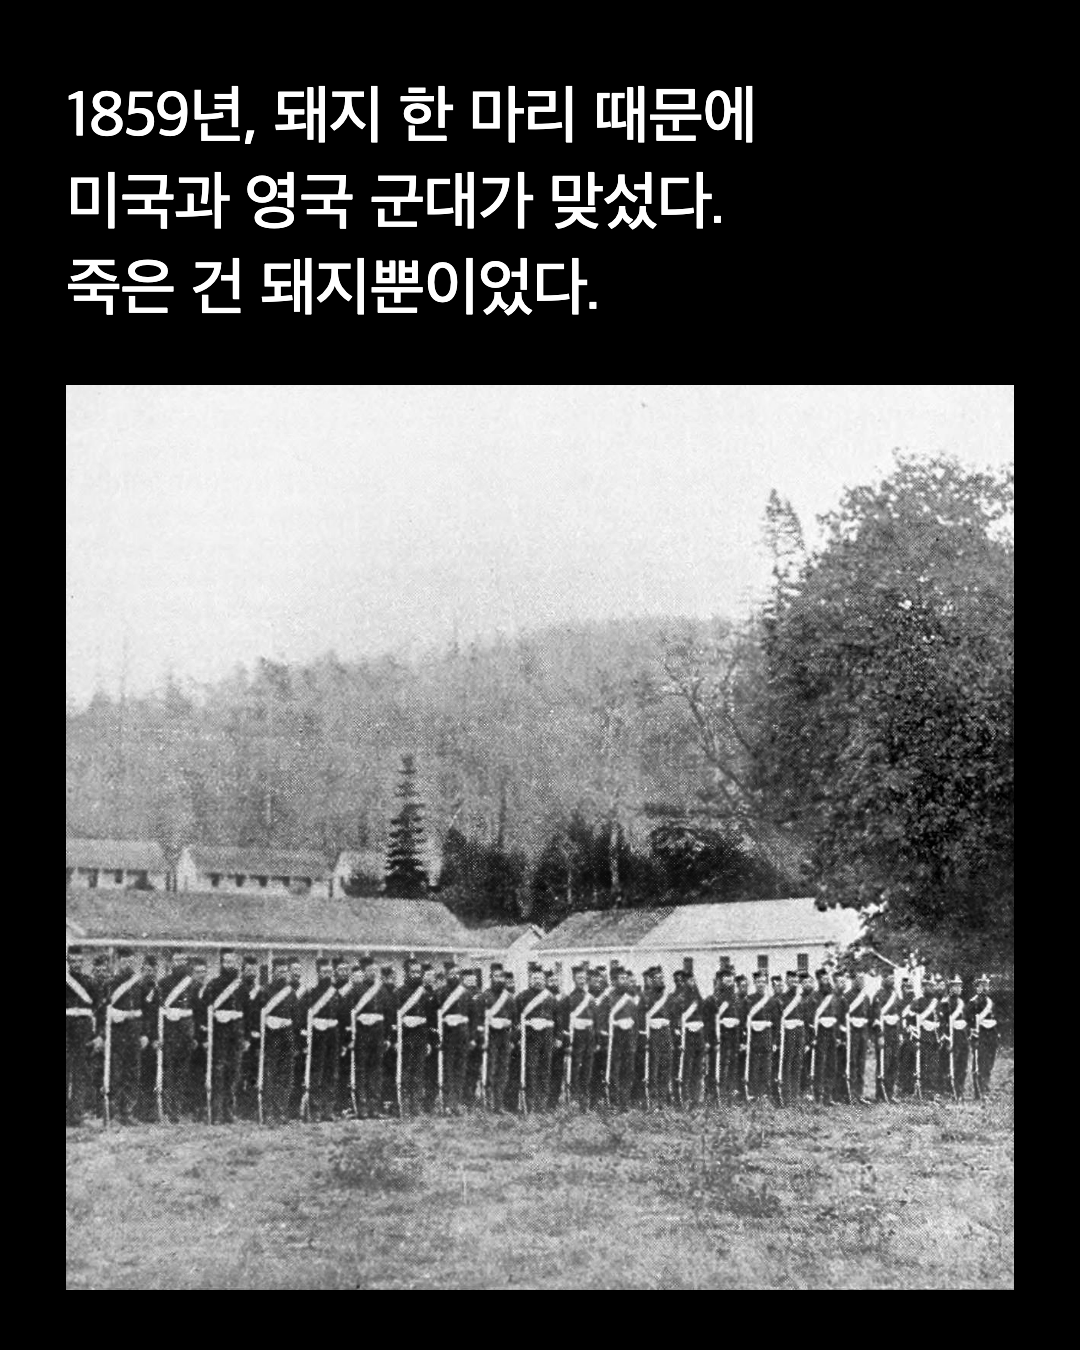 1859년, 돼지 한 마리 때문에
미국과 영국 군대가 맞섰다.
죽은 건 돼지뿐이었다.